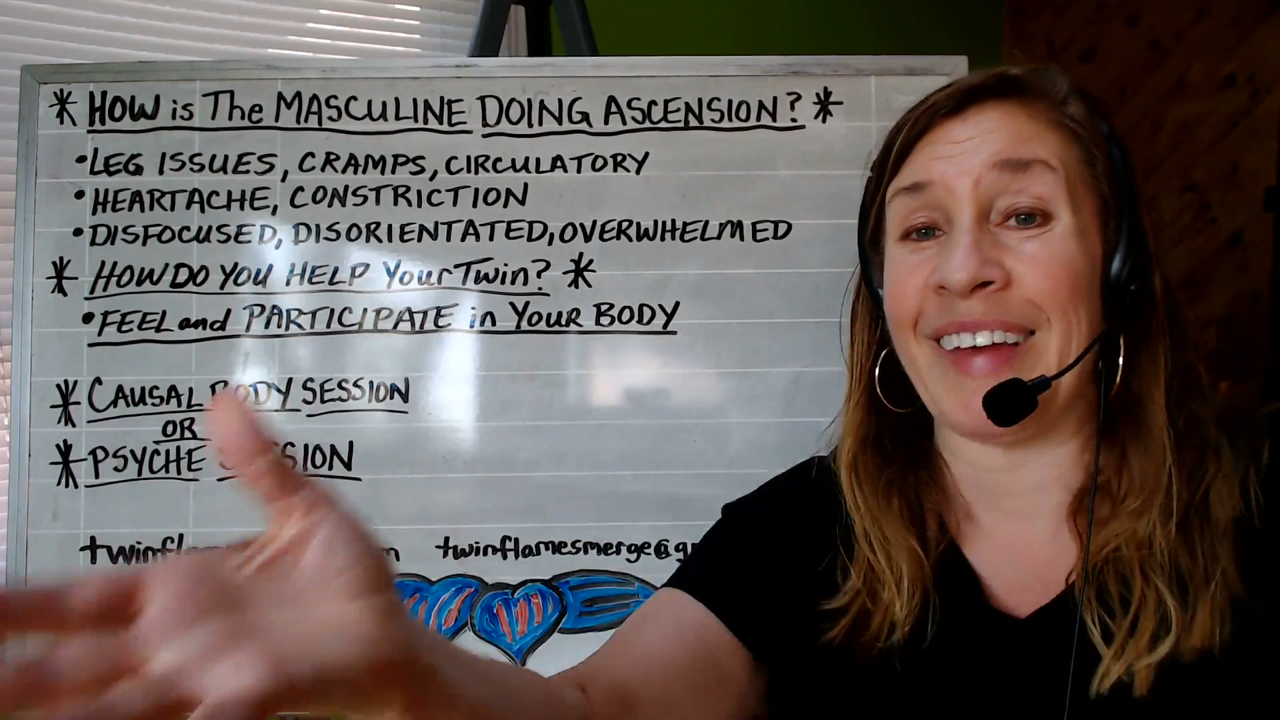 * HOW is The MASCULINE DOING ASCENSION? *
• LEG ISSUES, CRAMPS, CIRCULATORY
• HEARTACHE, CONSTRICTION
• DISFOCUSED, DISORIENTATED, OVERWHELMED
* HOW DO YOU HELP Your Twin? *
• FEEL and PARTICIPATE in Your BODY
* CAUSAL BODY SESSION
OR
* PSYCHE
twinflamesmerge@g